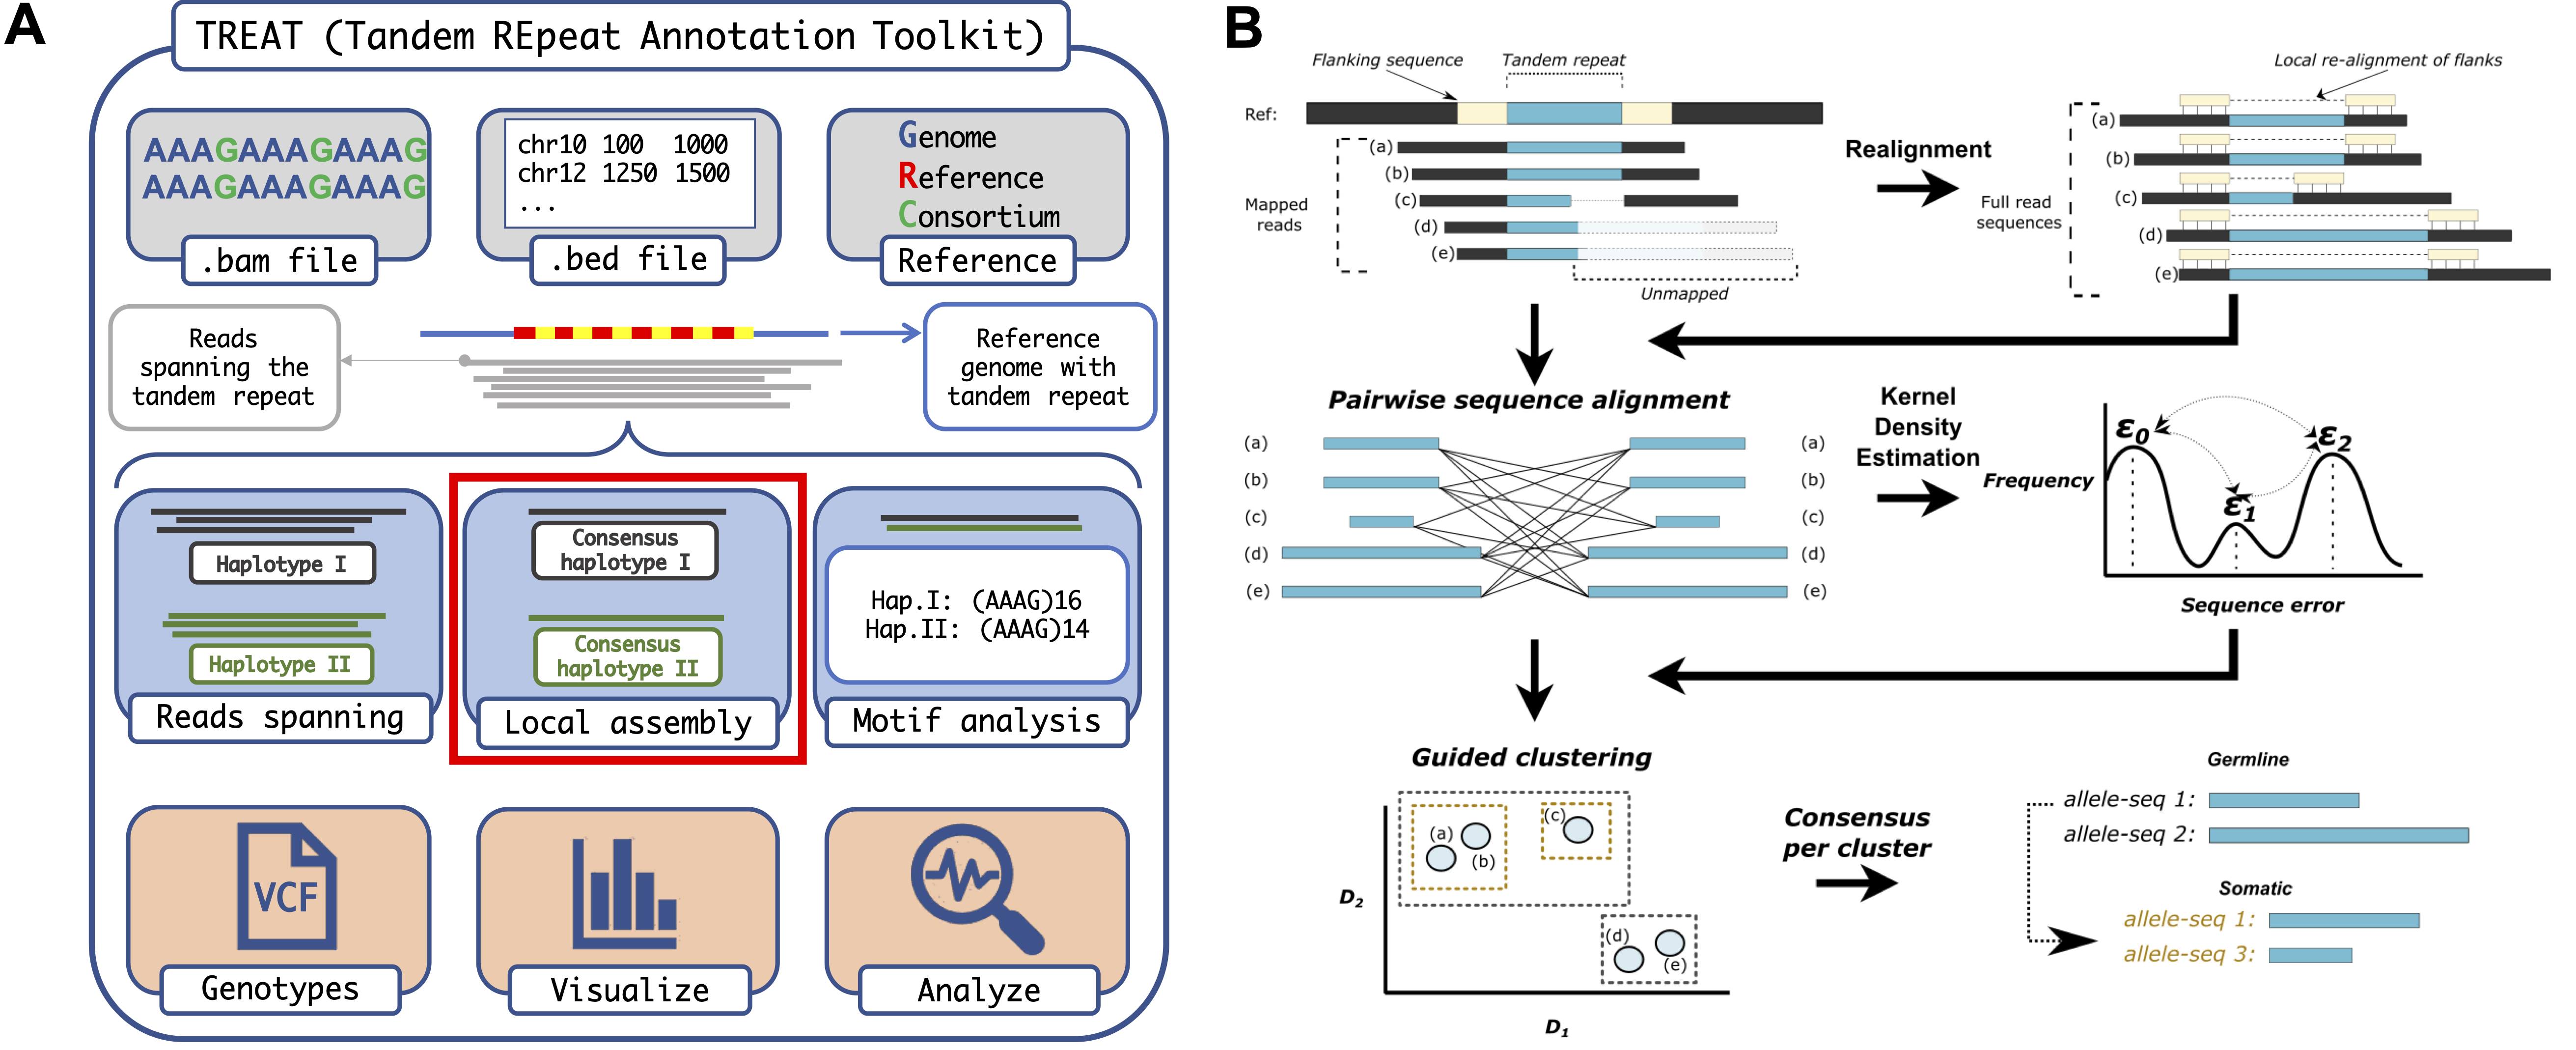 A
TREAT (Tandem REpeat Annotation Toolkit)
AAAGAAAGAAAG
AAAGAAAGAAAG
.bam file
chr10 100 1000
chr12 1250 1500
...
.bed file
Genome
Reference
Consortium
Reference
Reads
spanning the
tandem repeat
Reference
genome with
tandem repeat
Haplotype I
Haplotype II
Reads spanning
Consensus
haplotype I
Consensus
haplotype II
Local assembly
Hap.I: (AAAG)16
Hap.II: (AAAG)14
Motif analysis
VCF
Genotypes
Visualize
Analyze
B
Flanking sequence
Tandem repeat
Ref:
Mapped
reads
(a)
(b)
(c)
(d)
(e)
Unmapped
Realignment
Local re-alignment of flanks
Full read
sequences
(a)
(b)
(c)
(d)
(e)
Pairwise sequence alignment
(a)
(b)
(c)
(d)
(e)
(a)
(b)
(c)
(d)
(e)
Kernel
Density
Estimation
Frequency
ε0
ε1
ε2
Sequence error
Guided clustering
D2
(a)
(b)
(c)
(d)
(e)
D1
Consensus
per cluster
Germline
allele-seq 1:
allele-seq 2:
Somatic
allele-seq 1:
allele-seq 3: